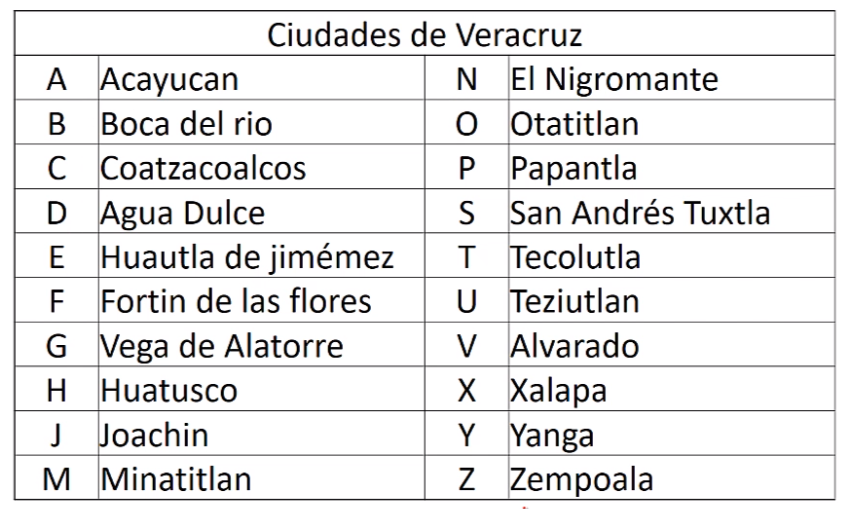 Ciudades de Veracruz
A Acayucan N El Nigromante
B Boca del rio O Otatitlan
C Coatzacoalcos P Papantla
D Agua Dulce S San Andrés Tuxtla
E Huautla de jimémez T Tecolutla
F Fortin de las flores U Teziutlan
G Vega de Alatorre V Alvarado
H Huatusco X Xalapa
J Joachin Y Yanga
M Minatitlan Z Zempoala